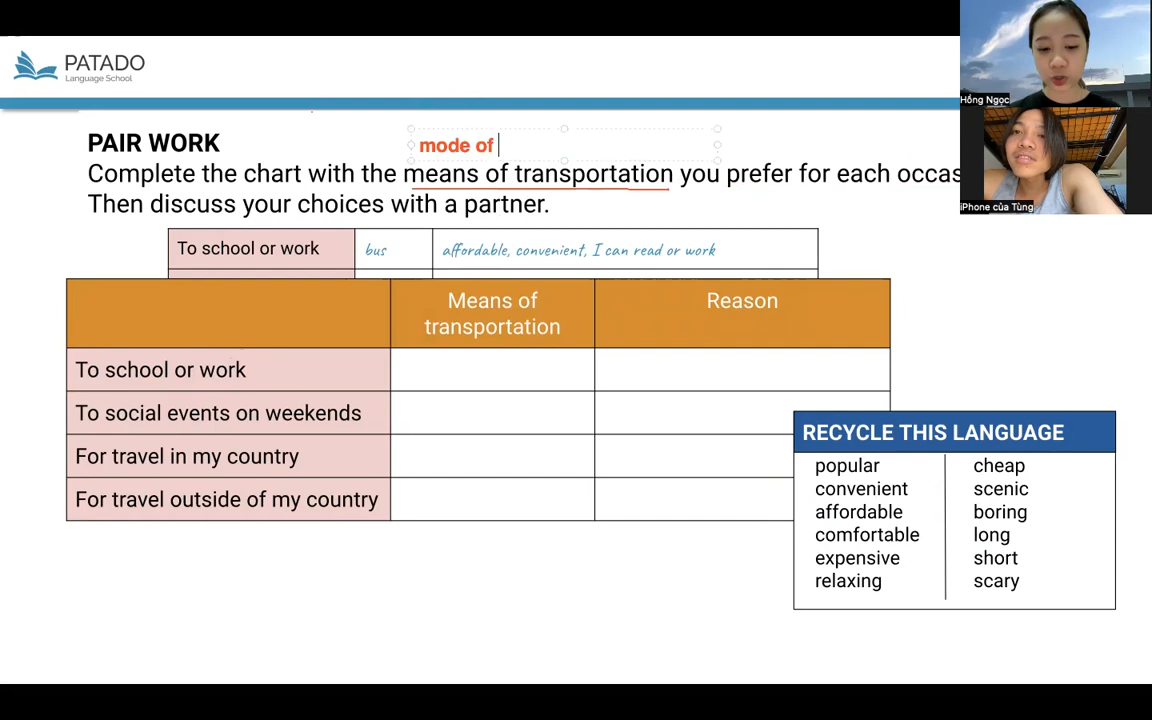 PATADO
Language School
Hồng Ngọc
iPhone của Tùng
PAIR WORK
mode of
Complete the chart with the means of transportation you prefer for each occas
Then discuss your choices with a partner.
To school or work bus affordable, convenient, I can read or work
Means of transportation Reason
To school or work
To social events on weekends
For travel in my country
For travel outside of my country
RECYCLE THIS LANGUAGE
popular cheap
convenient scenic
affordable boring
comfortable long
expensive short
relaxing scary